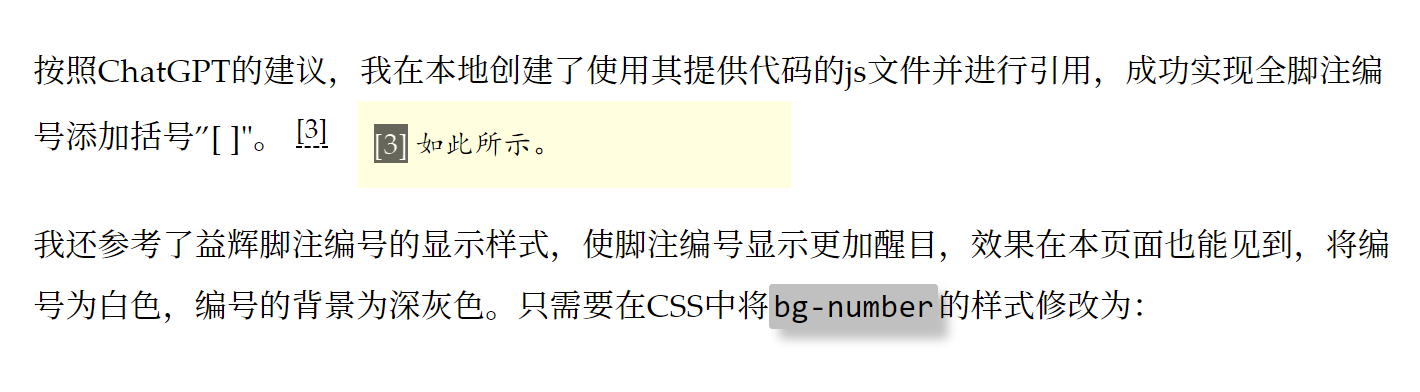 按照ChatGPT的建议，我在本地创建了使用其提供代码的js文件并进行引用，成功实现全脚注编
号添加括号”[ ]"。 [3]
[3] 如此所示。
我还参考了益辉脚注编号的显示样式，使脚注编号显示更加醒目，效果在本页面也能见到，将编
号为白色，编号的背景为深灰色。只需要在CSS中将bg-number的样式修改为：